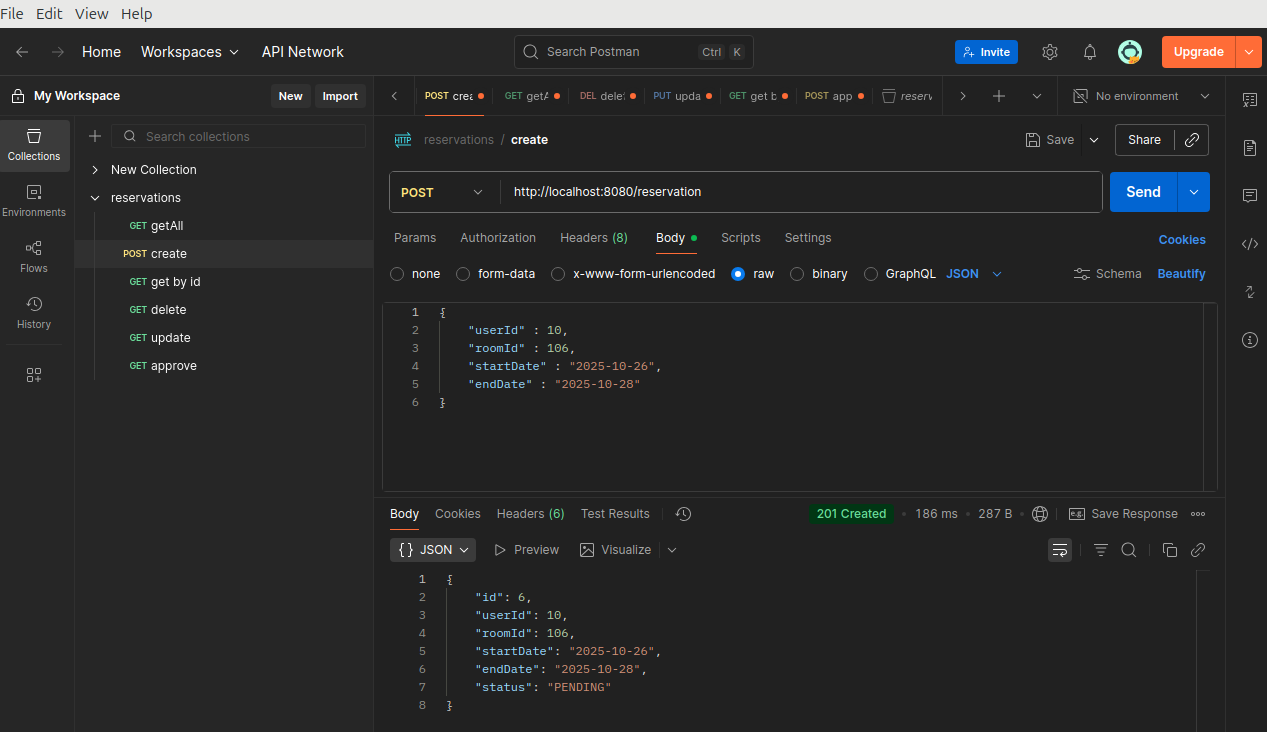 File Edit View Help
Home Workspaces API Network Search Postman Ctrl K Invite Upgrade
My Workspace New Import
POST crea GET getA DEL delet PUT upda GET get b POST app reserv No environment
Collections
Environments
Flows
History
Search collections
New Collection
reservations
GET getAll
POST create
GET get by id
GET delete
GET update
GET approve
HTTP reservations / create Save Share
POST http://localhost:8080/reservation Send
Params Authorization Headers (8) Body Scripts Settings Cookies
none form-data x-www-form-urlencoded raw binary GraphQL JSON Schema Beautify
1 {
2 "userId" : 10,
3 "roomId" : 106,
4 "startDate" : "2025-10-26",
5 "endDate" : "2025-10-28"
6 }
Body Cookies Headers (6) Test Results 201 Created • 186 ms • 287 B e.g. Save Response
{} JSON Preview Visualize
1 {
2 "id": 6,
3 "userId": 10,
4 "roomId": 106,
5 "startDate": "2025-10-26",
6 "endDate": "2025-10-28",
7 "status": "PENDING"
8 }